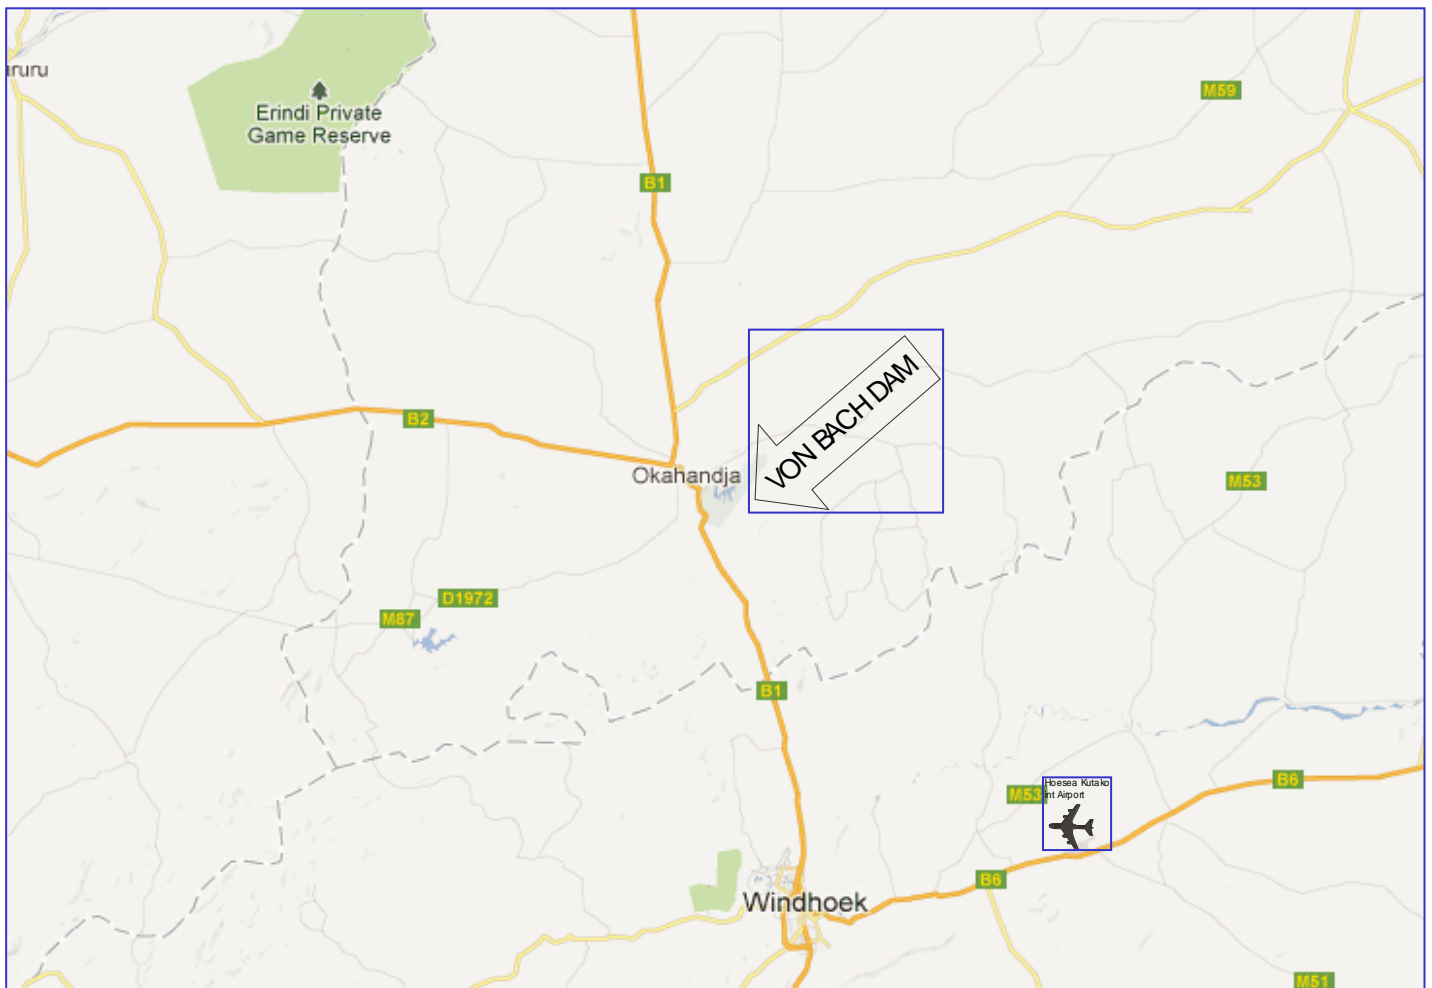 ruru
M59
Erindi Private
Game Reserve
B1
VON BACH DAM
B2
Okahandja
M53
D1972
M87
B1
Hoesea Kutako
int Airport
M53
B6
B6
Windhoek
M51